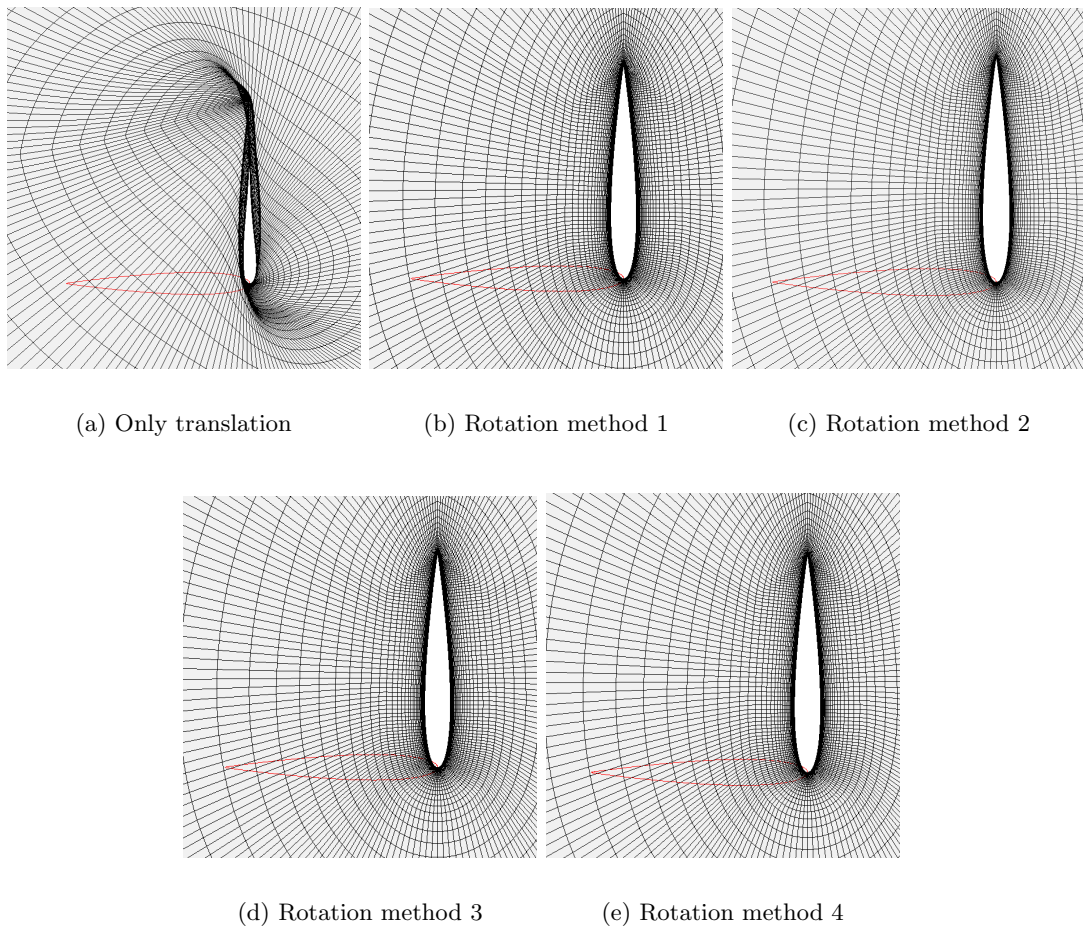 (a) Only translation
(b) Rotation method 1
(c) Rotation method 2
(d) Rotation method 3
(e) Rotation method 4